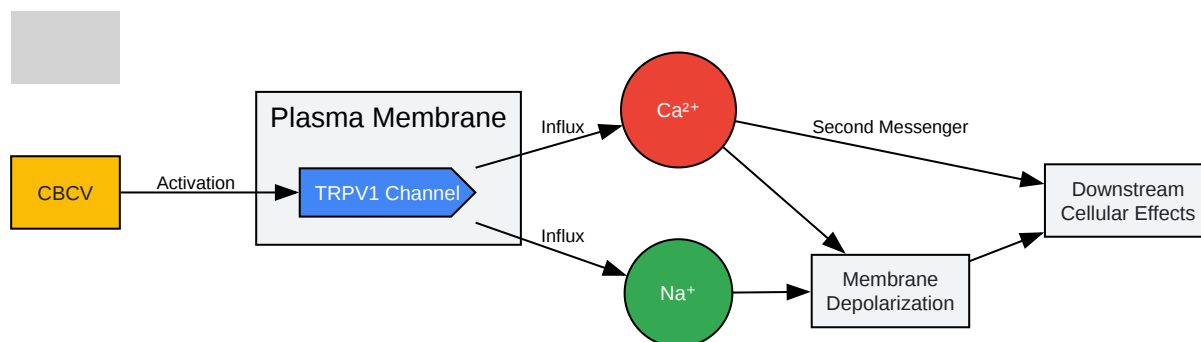 Plasma Membrane
CBCV
Activation
TRPV1 Channel
Influx
Influx
Ca²⁺
Na⁺
Second Messenger
Membrane
Depolarization
Downstream
Cellular Effects